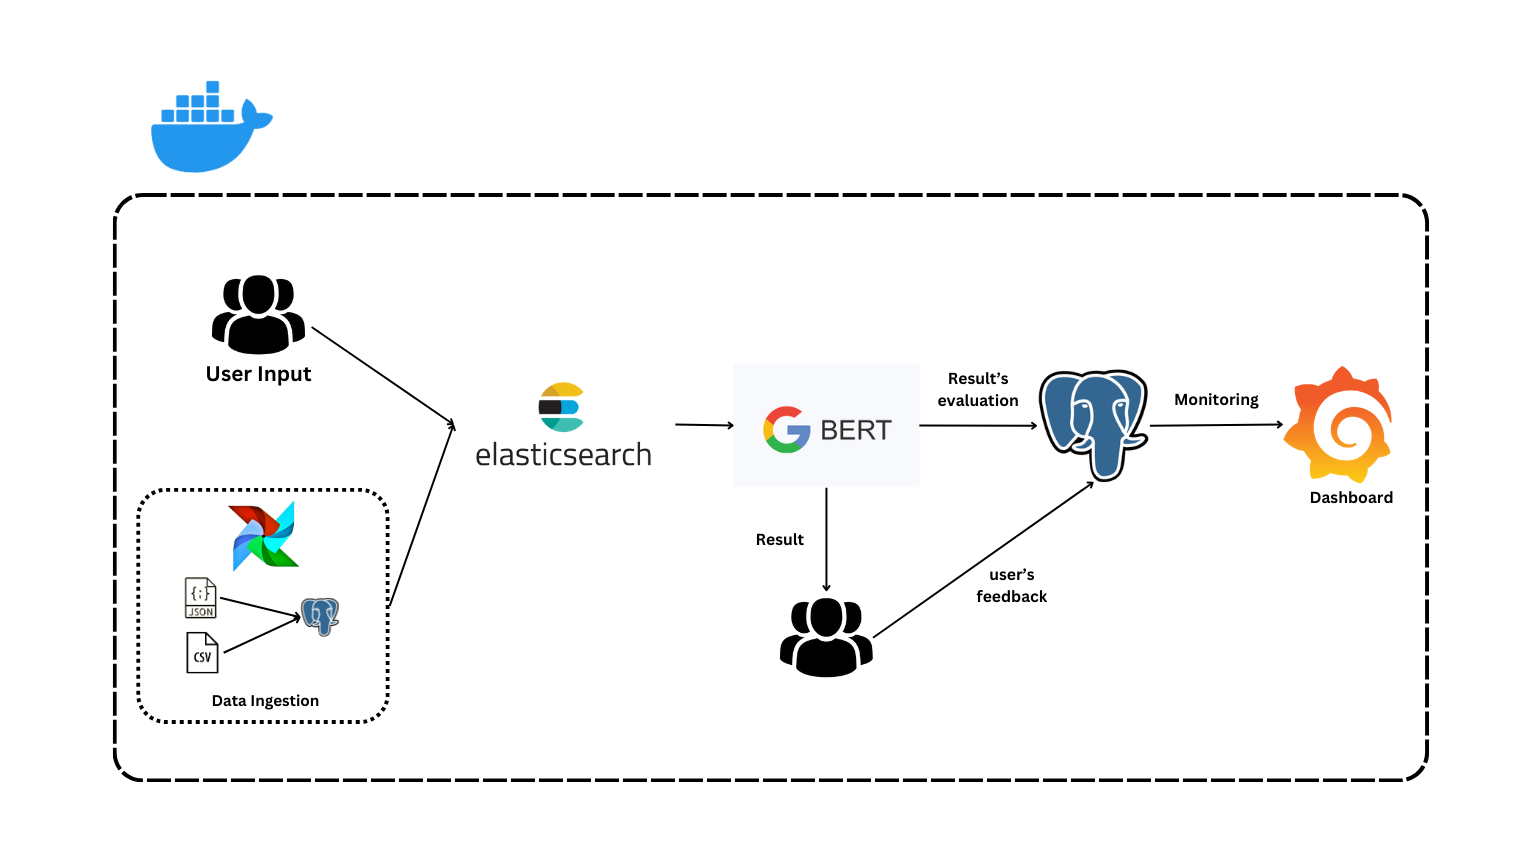 User Input
elasticsearch
BERT
Result's
evaluation
Monitoring
Dashboard
Result
user's
feedback
{;}
.JSON
CSV
Data Ingestion